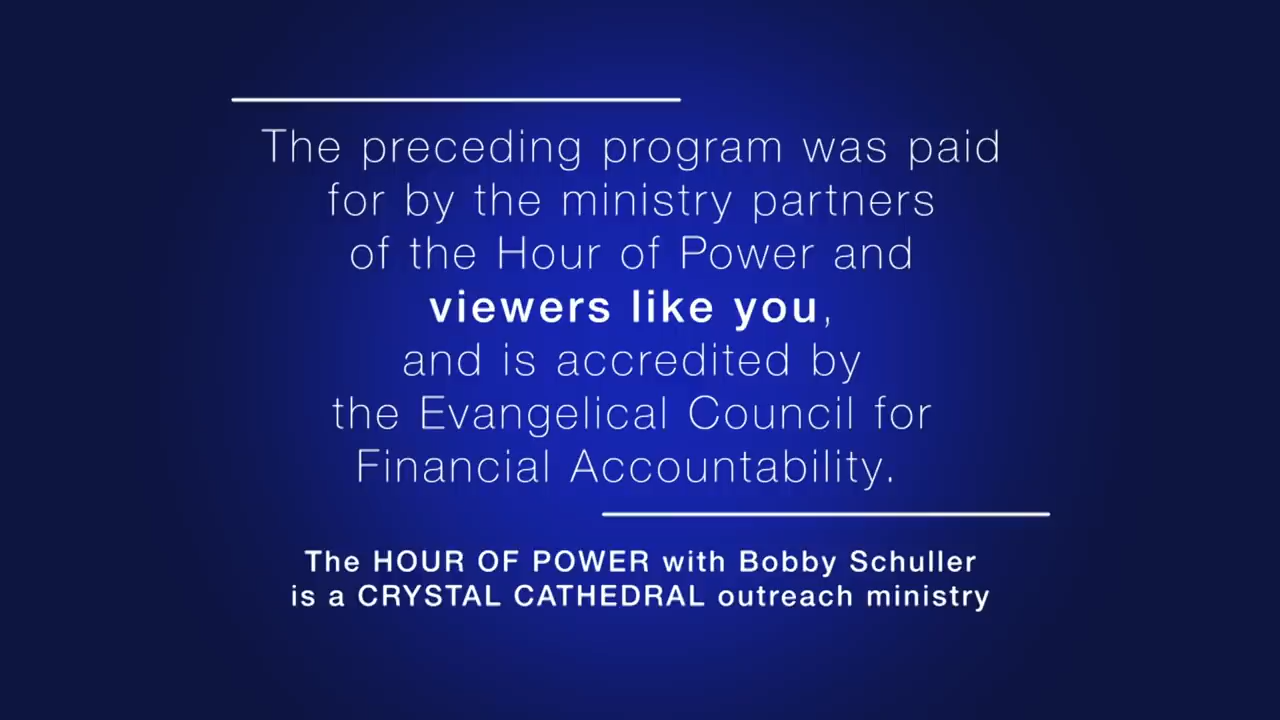 The preceding program was paid
for by the ministry partners
of the Hour of Power and
viewers like you,
and is accredited by
the Evangelical Council for
Financial Accountability.
The HOUR OF POWER with Bobby Schuller
is a CRYSTAL CATHEDRAL outreach ministry